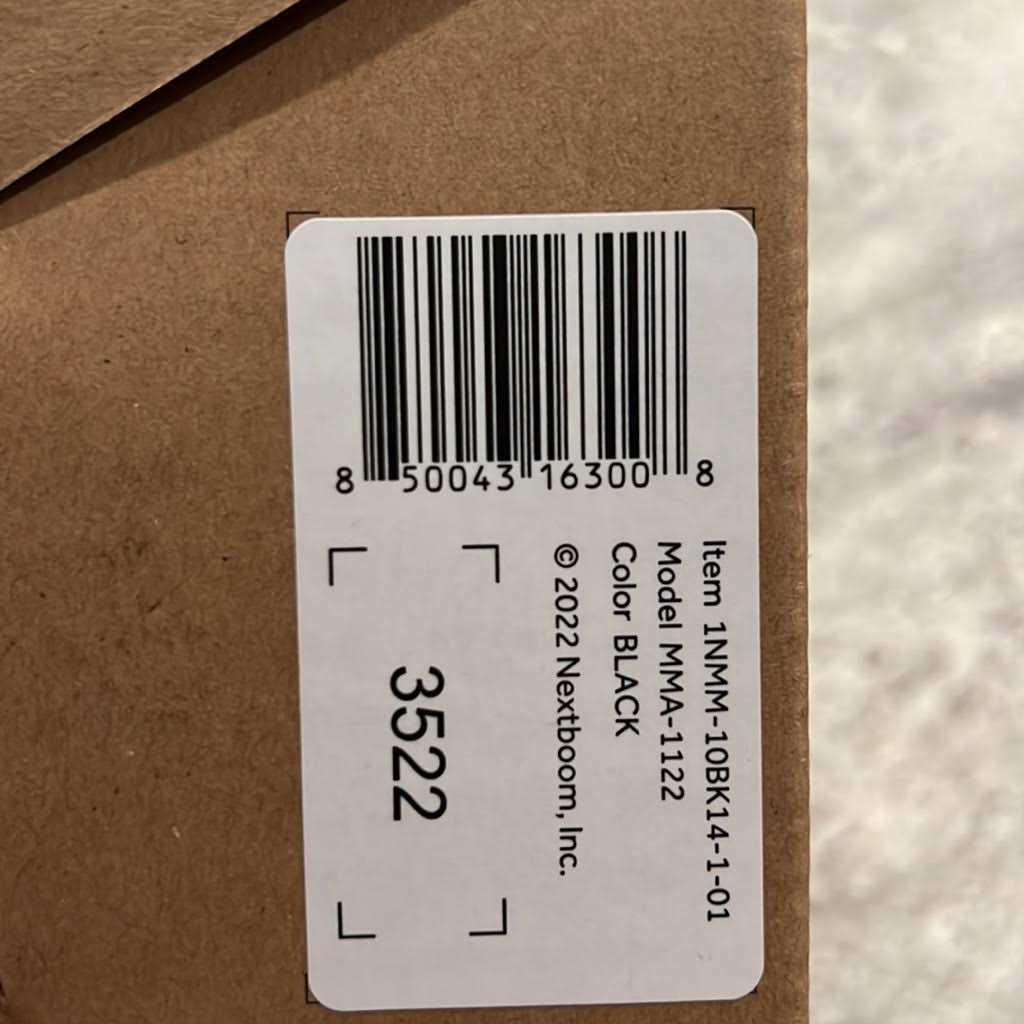 8 50043 16300 8
Item 1NMM-10BK14-1-01
Model MMA-1122
Color BLACK
© 2022 Nextboom, Inc.
3522